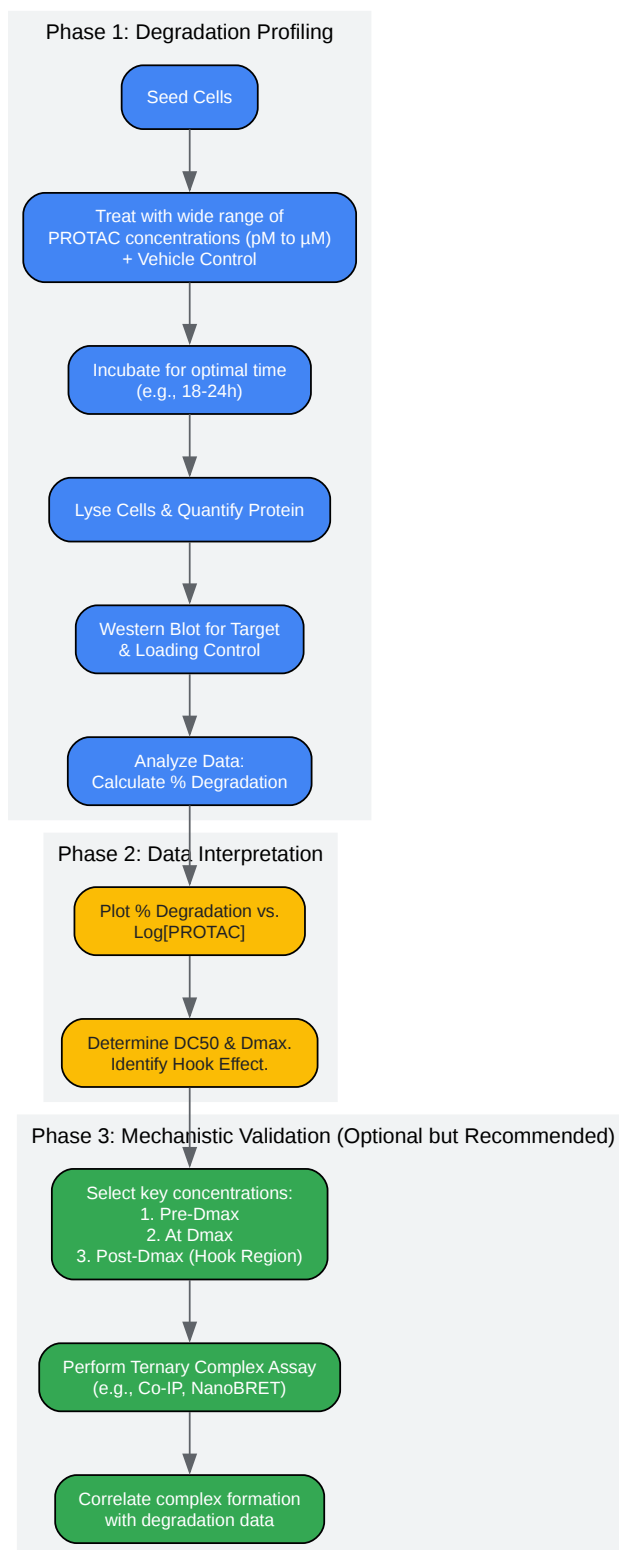 Phase 1: Degradation Profiling
Seed Cells
Treat with wide range of
PROTAC concentrations (pM to µM)
+ Vehicle Control
Incubate for optimal time
(e.g., 18-24h)
Lyse Cells & Quantify Protein
Western Blot for Target
& Loading Control
Analyze Data:
Calculate % Degradation
Phase 2: Data Interpretation
Plot % Degradation vs.
Log[PROTAC]
Determine DC50 & Dmax.
Identify Hook Effect.
Phase 3: Mechanistic Validation (Optional but Recommended)
Select key concentrations:
1. Pre-Dmax
2. At Dmax
3. Post-Dmax (Hook Region)
Perform Ternary Complex Assay
(e.g., Co-IP, NanoBRET)
Correlate complex formation
with degradation data